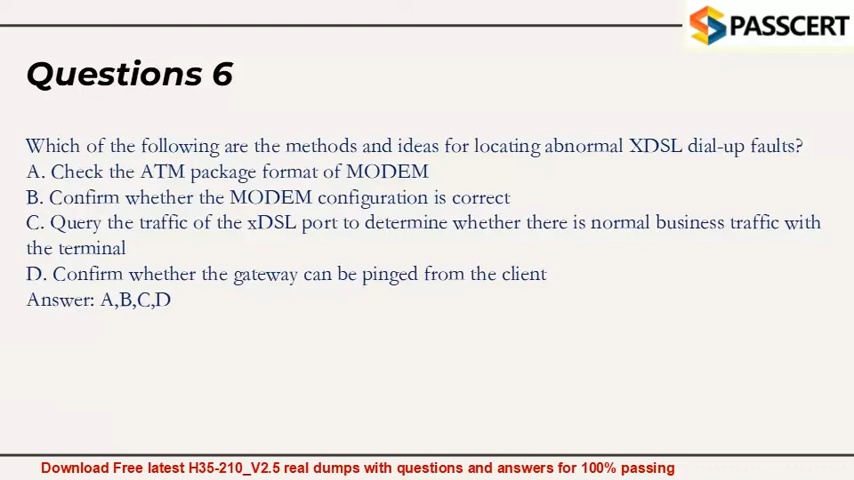 PASSCERT
Questions 6
Which of the following are the methods and ideas for locating abnormal XDSL dial-up faults?
A. Check the ATM package format of MODEM
B. Confirm whether the MODEM configuration is correct
C. Query the traffic of the xDSL port to determine whether there is normal business traffic with
the terminal
D. Confirm whether the gateway can be pinged from the client
Answer: A,B,C,D
Download Free latest H35-210_V2.5 real dumps with questions and answers for 100% passing